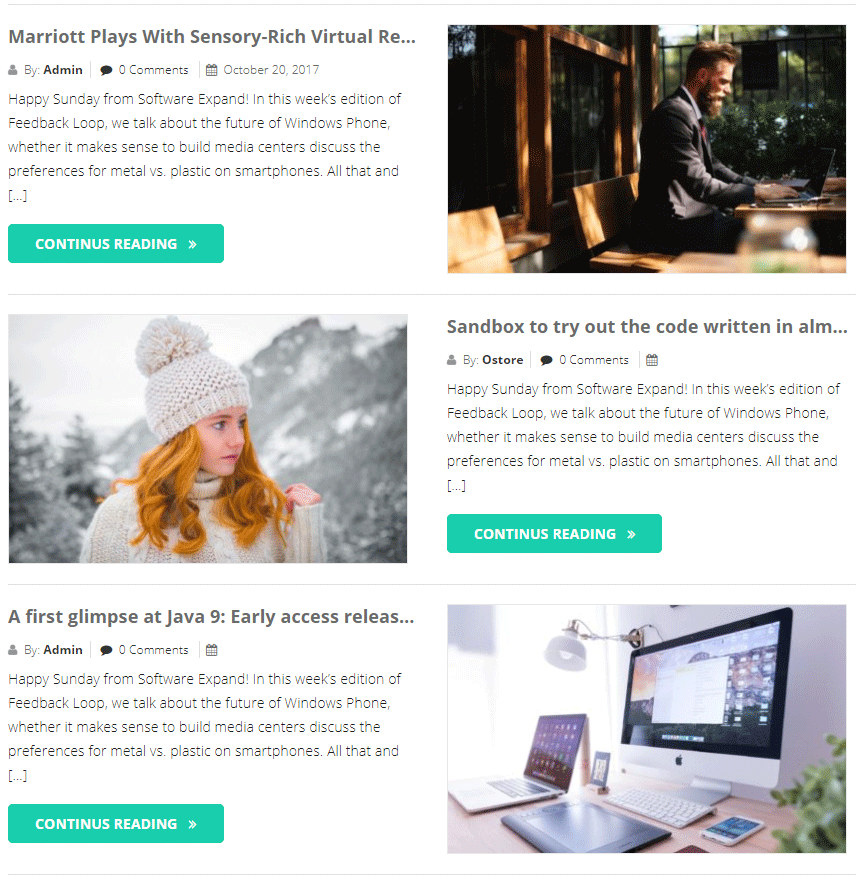 Marriott Plays With Sensory-Rich Virtual Re...
By: Admin 0 Comments October 20, 2017
Happy Sunday from Software Expand! In this week's edition of
Feedback Loop, we talk about the future of Windows Phone,
whether it makes sense to build media centers discuss the
preferences for metal vs. plastic on smartphones. All that and
[...]
CONTINUS READING »
Sandbox to try out the code written in alm...
By: Ostore 0 Comments
Happy Sunday from Software Expand! In this week's edition of
Feedback Loop, we talk about the future of Windows Phone,
whether it makes sense to build media centers discuss the
preferences for metal vs. plastic on smartphones. All that and
[...]
CONTINUS READING »
A first glimpse at Java 9: Early access releas...
By: Admin 0 Comments
Happy Sunday from Software Expand! In this week's edition of
Feedback Loop, we talk about the future of Windows Phone,
whether it makes sense to build media centers discuss the
preferences for metal vs. plastic on smartphones. All that and
[...]
CONTINUS READING »